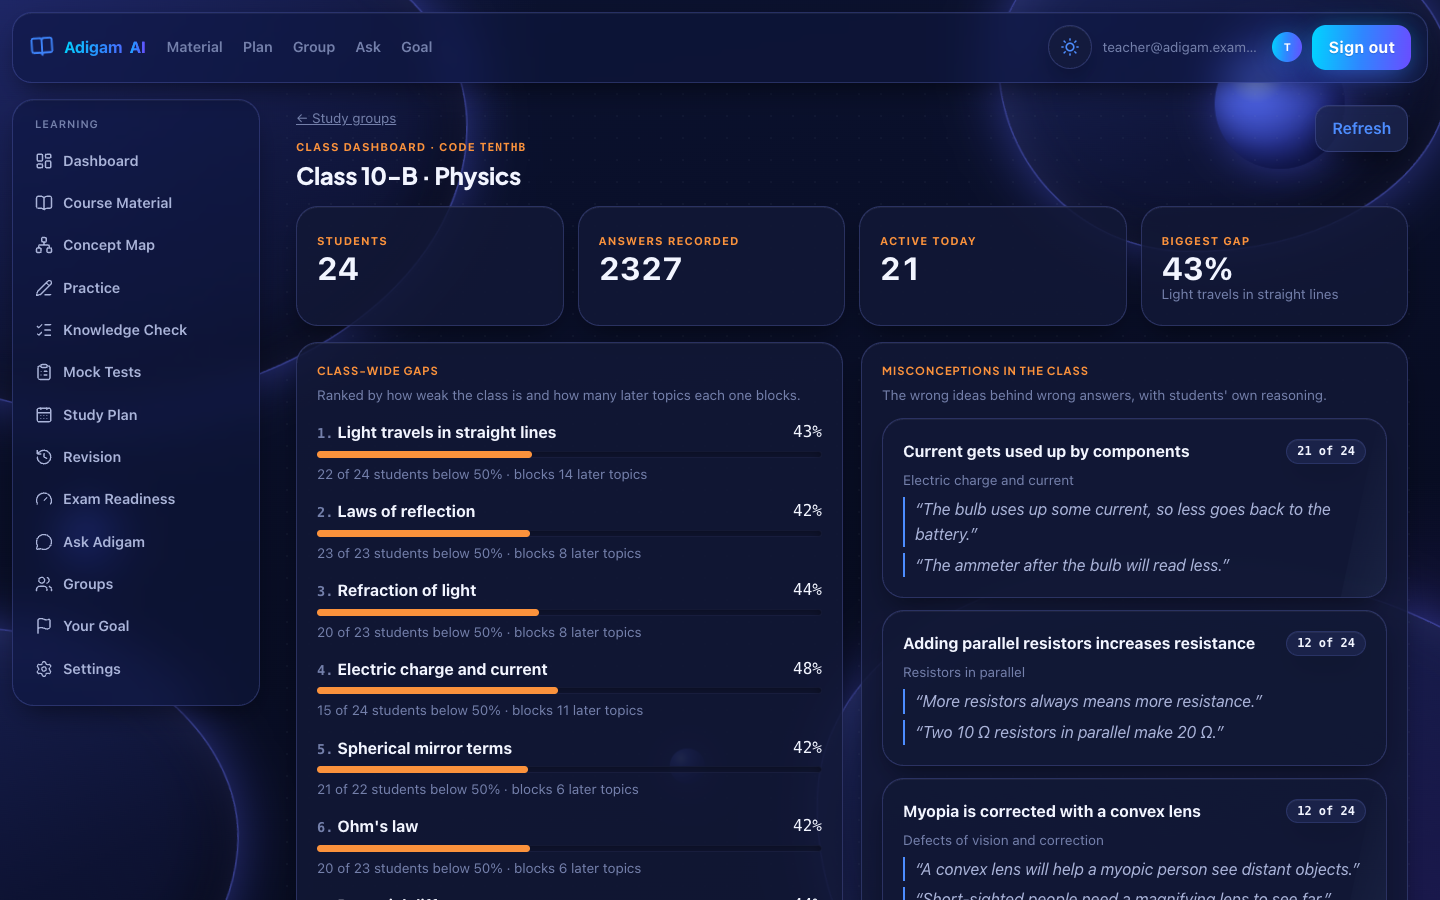 Adigam AI
Material
Plan
Group
Ask
Goal
teacher@adigam.exam...
T
Sign out
LEARNING
Dashboard
Course Material
Concept Map
Practice
Knowledge Check
Mock Tests
Study Plan
Revision
Exam Readiness
Ask Adigam
Groups
Your Goal
Settings
← Study groups
CLASS DASHBOARD · CODE TENTHB
Class 10-B · Physics
Refresh
STUDENTS
24
ANSWERS RECORDED
2327
ACTIVE TODAY
21
BIGGEST GAP
43%
Light travels in straight lines
CLASS-WIDE GAPS
Ranked by how weak the class is and how many later topics each one blocks.
1. Light travels in straight lines 43%
22 of 24 students below 50% · blocks 14 later topics
2. Laws of reflection 42%
23 of 23 students below 50% · blocks 8 later topics
3. Refraction of light 44%
20 of 23 students below 50% · blocks 8 later topics
4. Electric charge and current 48%
15 of 24 students below 50% · blocks 11 later topics
5. Spherical mirror terms 42%
21 of 22 students below 50% · blocks 6 later topics
6. Ohm's law 42%
20 of 23 students below 50% · blocks 6 later topics
MISCONCEPTIONS IN THE CLASS
The wrong ideas behind wrong answers, with students' own reasoning.
Current gets used up by components 21 of 24
Electric charge and current
“The bulb uses up some current, so less goes back to the
battery.”
“The ammeter after the bulb will read less.”
Adding parallel resistors increases resistance 12 of 24
Resistors in parallel
“More resistors always means more resistance.”
“Two 10 Ω resistors in parallel make 20 Ω.”
Myopia is corrected with a convex lens 12 of 24
Defects of vision and correction
“A convex lens will help a myopic person see distant objects.”
“Short-sighted people need a magnifying lens to see far.”